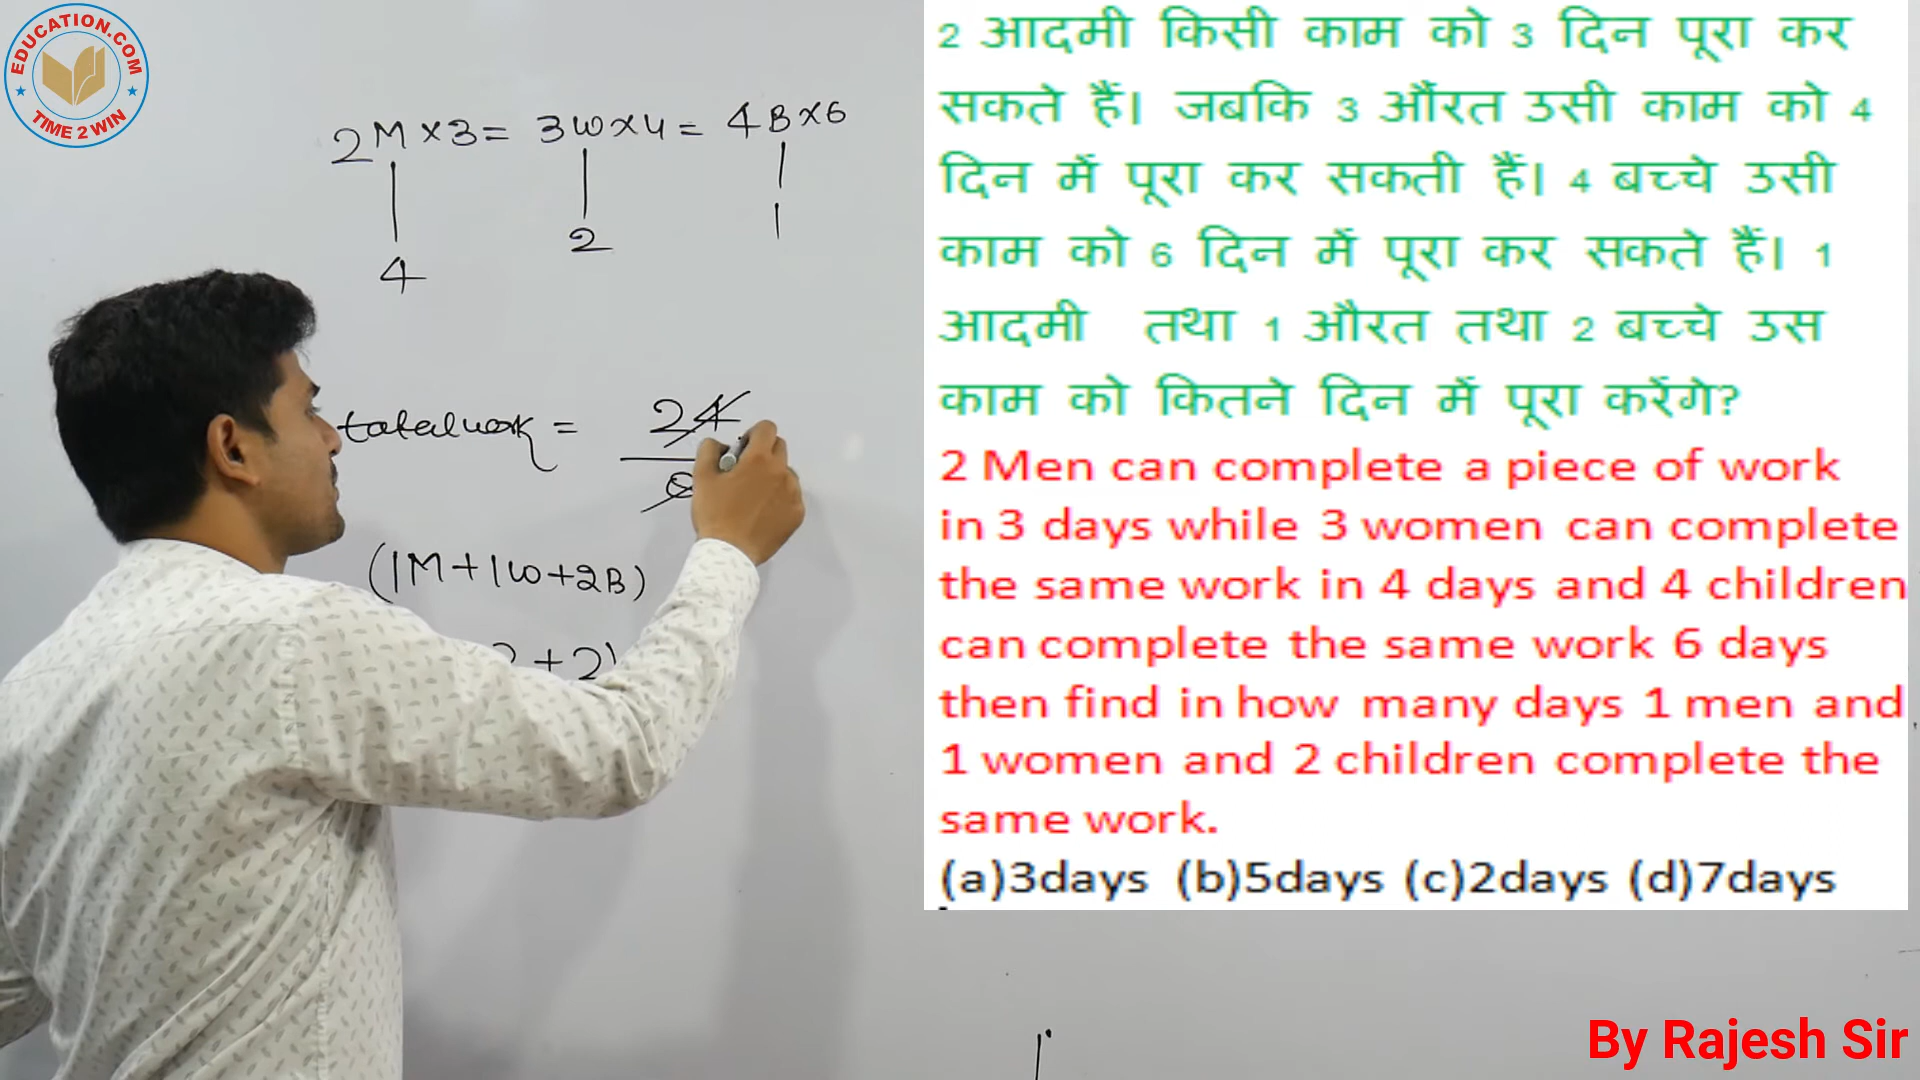 EDUCATION.COM
TIME 2 WIN
2M×3= 3W×4= 4B×6
4 2 1
total work = 24
(1M+1W+2B)
+2)
2 आदमी किसी काम को 3 दिन पूरा कर
सकते हैं। जबकि 3 औरत उसी काम को 4
दिन में पूरा कर सकती हैं। 4 बच्चे उसी
काम को 6 दिन में पूरा कर सकते हैं। 1
आदमी तथा 1 औरत तथा 2 बच्चे उस
काम को कितने दिन में पूरा करेंगे?
2 Men can complete a piece of work
in 3 days while 3 women can complete
the same work in 4 days and 4 children
can complete the same work 6 days
then find in how many days 1 men and
1 women and 2 children complete the
same work.
(a)3days (b)5days (c)2days (d)7days
By Rajesh Sir